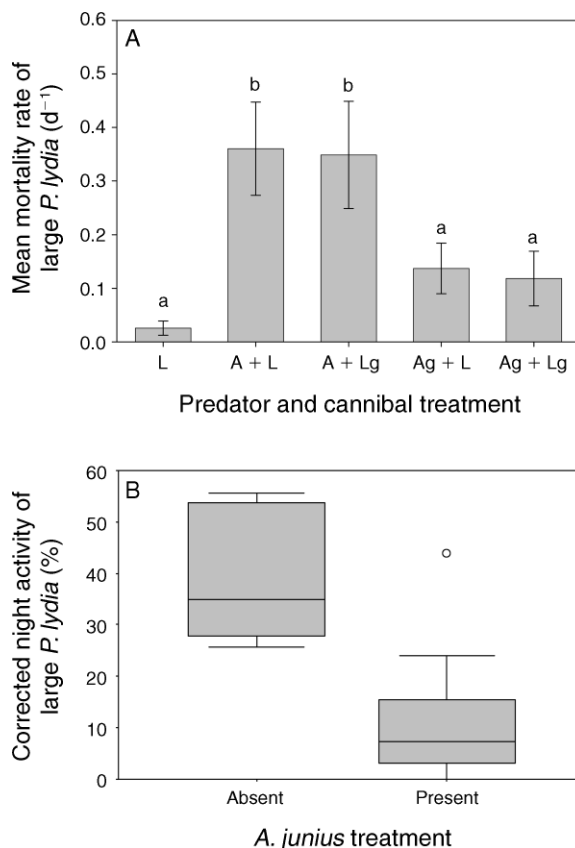 A
Mean mortality rate of
large P. lydia (d⁻¹)
0.6
0.5
0.4
0.3
0.2
0.1
0.0
a
b
b
a
a
L
A + L
A + Lg
Ag + L
Ag + Lg
Predator and cannibal treatment
B
Corrected night activity of
large P. lydia (%)
60
50
40
30
20
10
0
Absent
Present
A. junius treatment